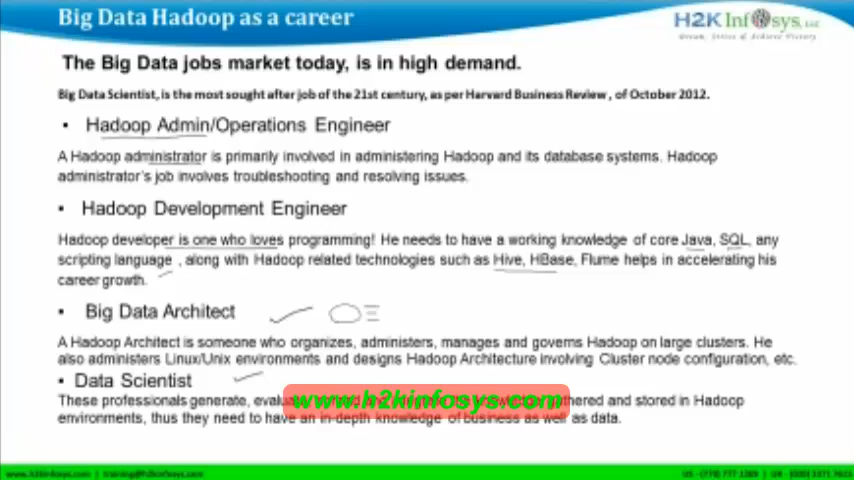 Big Data Hadoop as a career
H2K Infosys, LLC
The Big Data jobs market today, is in high demand.
Big Data Scientist, is the most sought after job of the 21st century, as per Harvard Business Review , of October 2012.
• Hadoop Admin/Operations Engineer
A Hadoop administrator is primarily involved in administering Hadoop and its database systems. Hadoop
administrator's job involves troubleshooting and resolving issues.
• Hadoop Development Engineer
Hadoop developer is one who loves programming! He needs to have a working knowledge of core Java, SQL, any
scripting language , along with Hadoop related technologies such as Hive, HBase, Flume helps in accelerating his
career growth.
• Big Data Architect
A Hadoop Architect is someone who organizes, administers, manages and governs Hadoop on large clusters. He
also administers Linux/Unix environments and designs Hadoop Architecture involving Cluster node configuration, etc.
• Data Scientist
These professionals generate, and stored in Hadoop
www.h2kinfosys.com
environments, thus they need to have an in-depth knowledge of business as well as data.
www.h2kinfosys.com | training@h2kinfosys.com